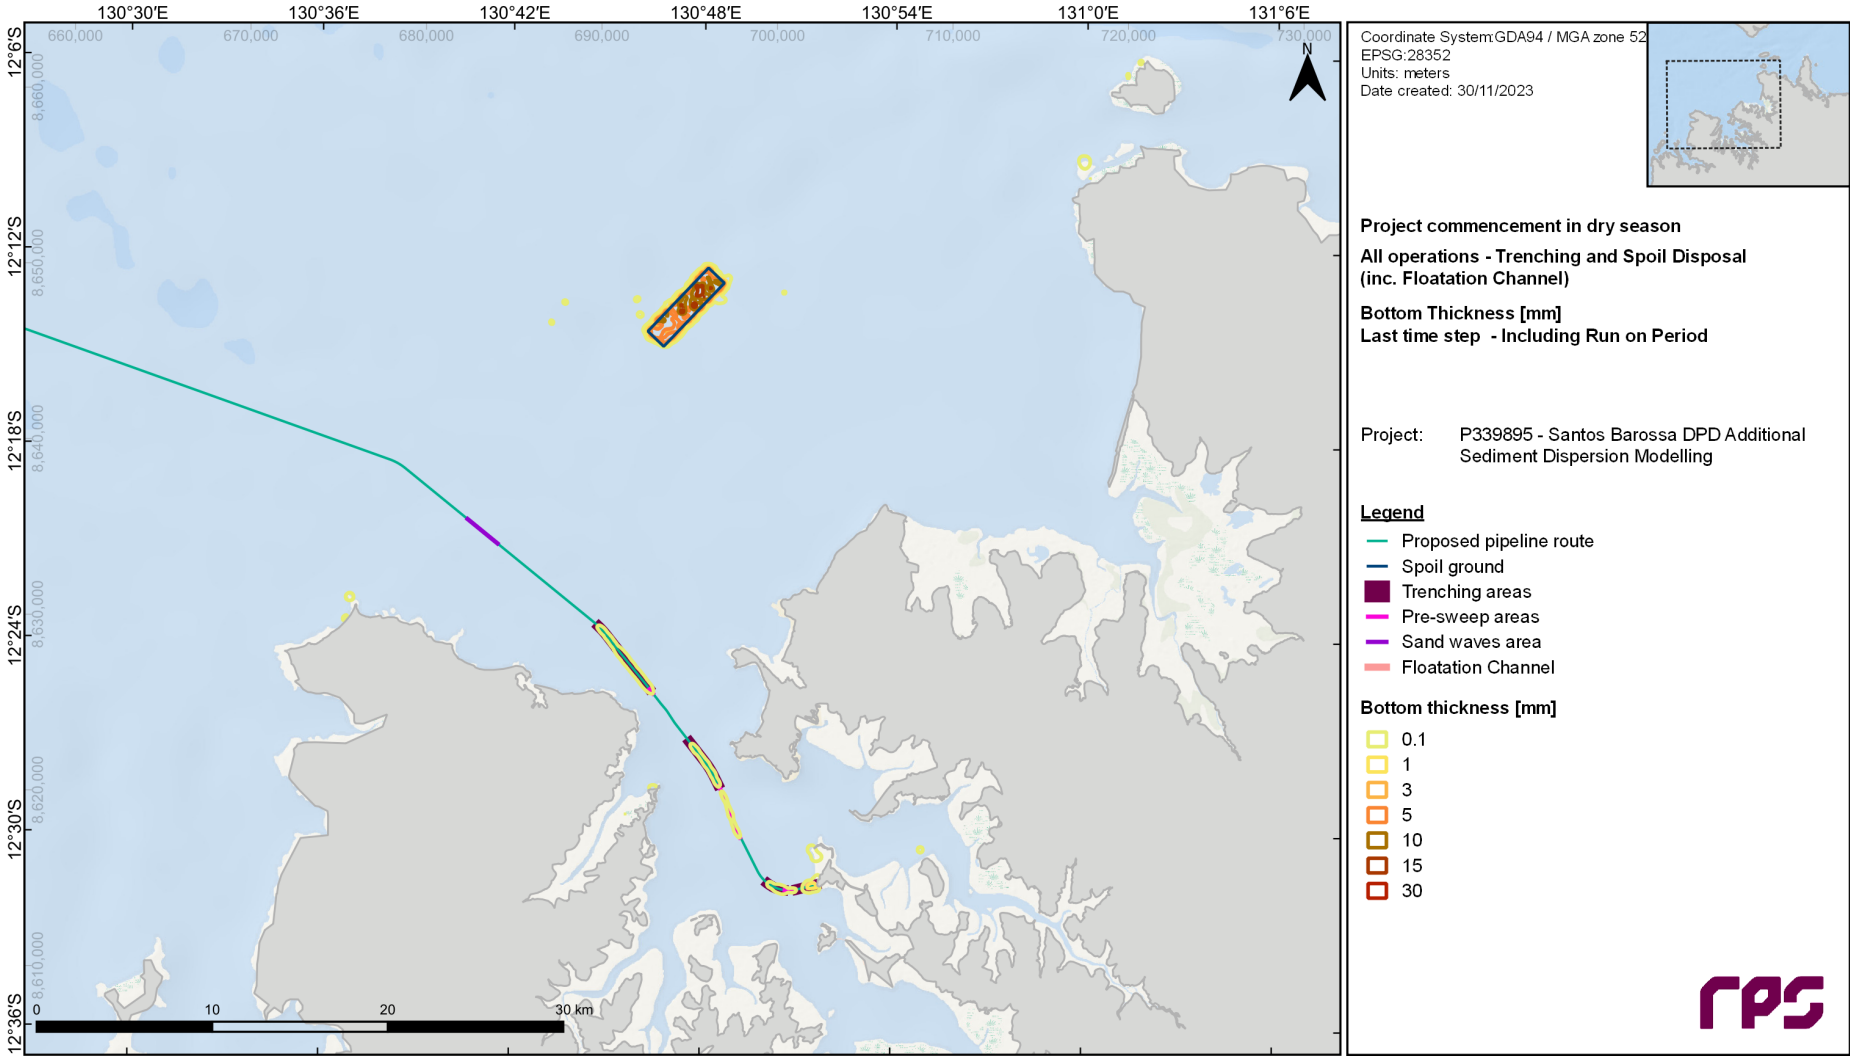 130°30'E 130°36'E 130°42'E 130°48'E 130°54'E 131°0'E 131°6'E
660,000 670,000 680,000 690,000 700,000 710,000 720,000 730,000
12°6'S
8,660,000
12°12'S
8,650,000
12°18'S
8,640,000
12°24'S
8,630,000
12°30'S
8,620,000
12°36'S
8,610,000
N
0 10 20 30 km
Coordinate System:GDA94 / MGA zone 52
EPSG:28352
Units: meters
Date created: 30/11/2023
Project commencement in dry season
All operations - Trenching and Spoil Disposal
(inc. Floatation Channel)
Bottom Thickness [mm]
Last time step - Including Run on Period
Project: P339895 - Santos Barossa DPD Additional
Sediment Dispersion Modelling
Legend
Proposed pipeline route
Spoil ground
Trenching areas
Pre-sweep areas
Sand waves area
Floatation Channel
Bottom thickness [mm]
0.1
1
3
5
10
15
30
rps